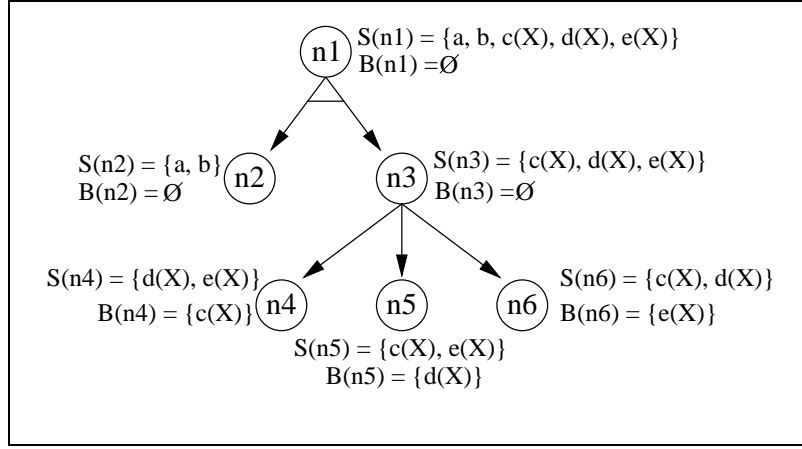 n1
S(n1) = {a, b, c(X), d(X), e(X)}
B(n1) =Ø
S(n2) = {a, b}
B(n2) =Ø
n2
n3
S(n3) = {c(X), d(X), e(X)}
B(n3) =Ø
S(n4) = {d(X), e(X)}
B(n4) = {c(X)}
n4
n5
S(n5) = {c(X), e(X)}
B(n5) = {d(X)}
n6
S(n6) = {c(X), d(X)}
B(n6) = {e(X)}